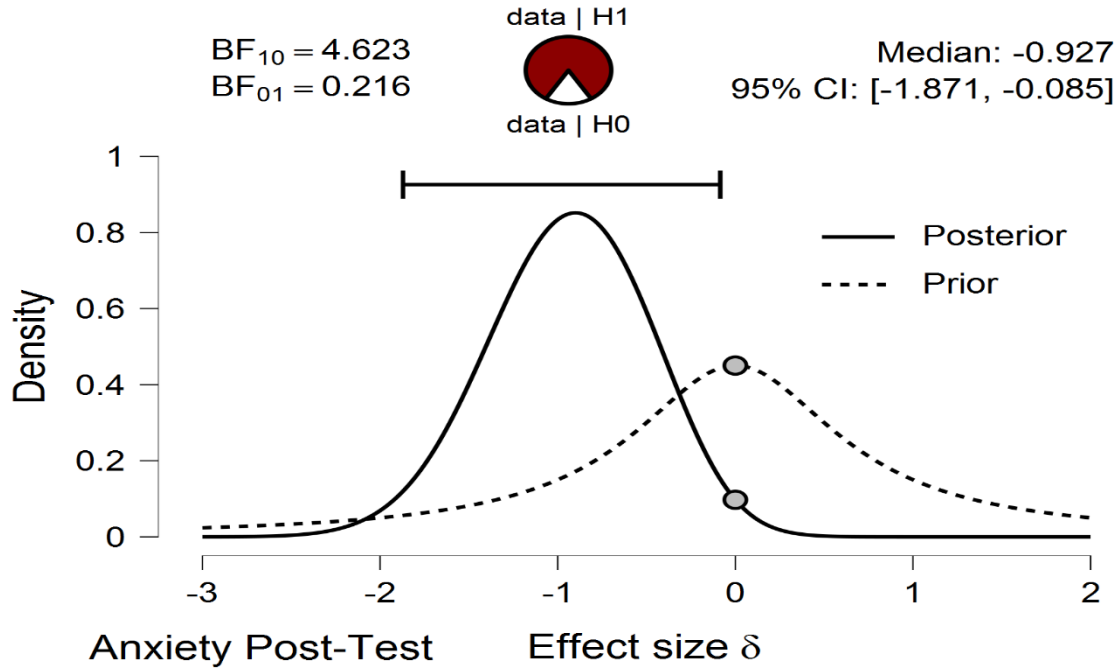 data | H1
BF₁₀ = 4.623
BF₀₁ = 0.216
Median: -0.927
95% CI: [-1.871, -0.085]
data | H0
1
0.8
0.6
0.4
0.2
0
Density
Posterior
Prior
-3
-2
-1
0
1
2
Anxiety Post-Test
Effect size δ